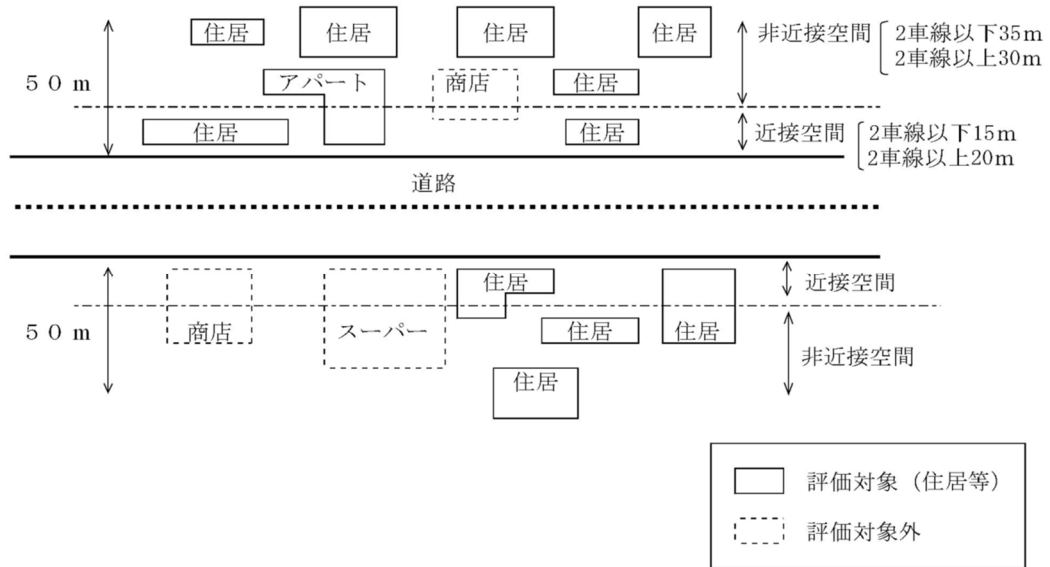 住居
住居
住居
住居
非近接空間
2車線以下35m
2車線以上30m
50m
アパート
商店
住居
住居
住居
近接空間
2車線以下15m
2車線以上20m
道路
住居
近接空間
50m
商店
スーパー
住居
住居
非近接空間
住居
評価対象（住居等）
評価対象外